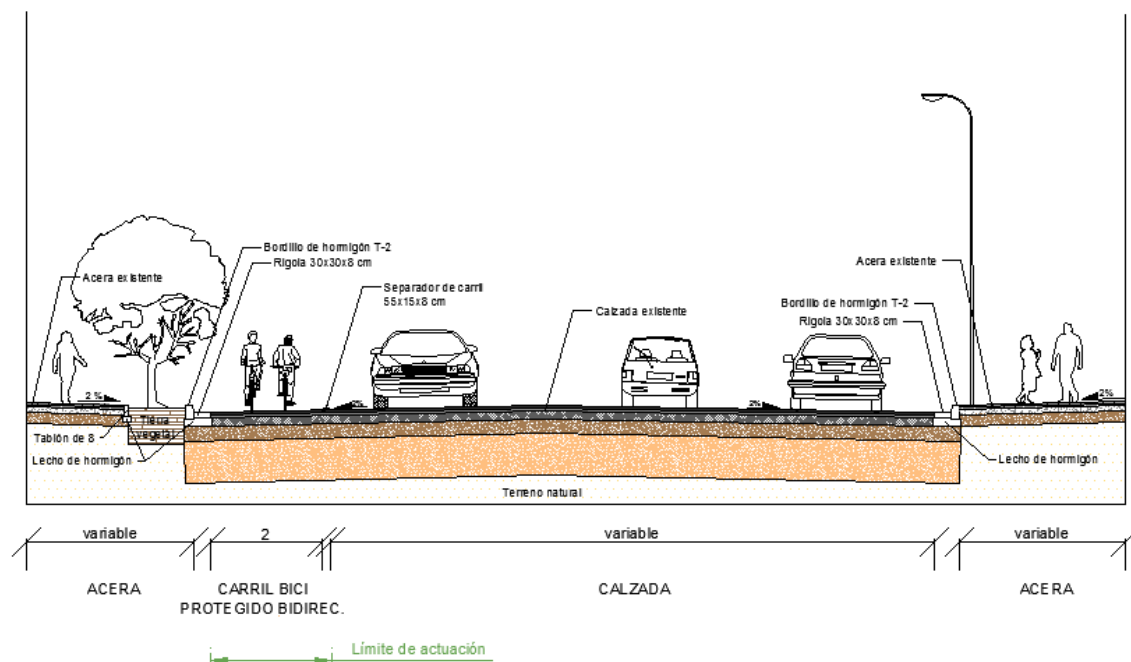 Bordillo de hormigón T-2
Rigola 30x30x8 cm
Acera existente
Separador de carril
55x15x8 cm
Calzada existente
Acera existente
Bordillo de hormigón T-2
Rigola 30x30x8 cm
2%
2%
2%
2%
Tierra
vegetal
Tablón de 8
Lecho de hormigón
Lecho de hormigón
Terreno natural
variable
2
variable
variable
ACERA
CARRIL BICI
PROTEGIDO BIDIREC.
CALZADA
ACERA
Límite de actuación